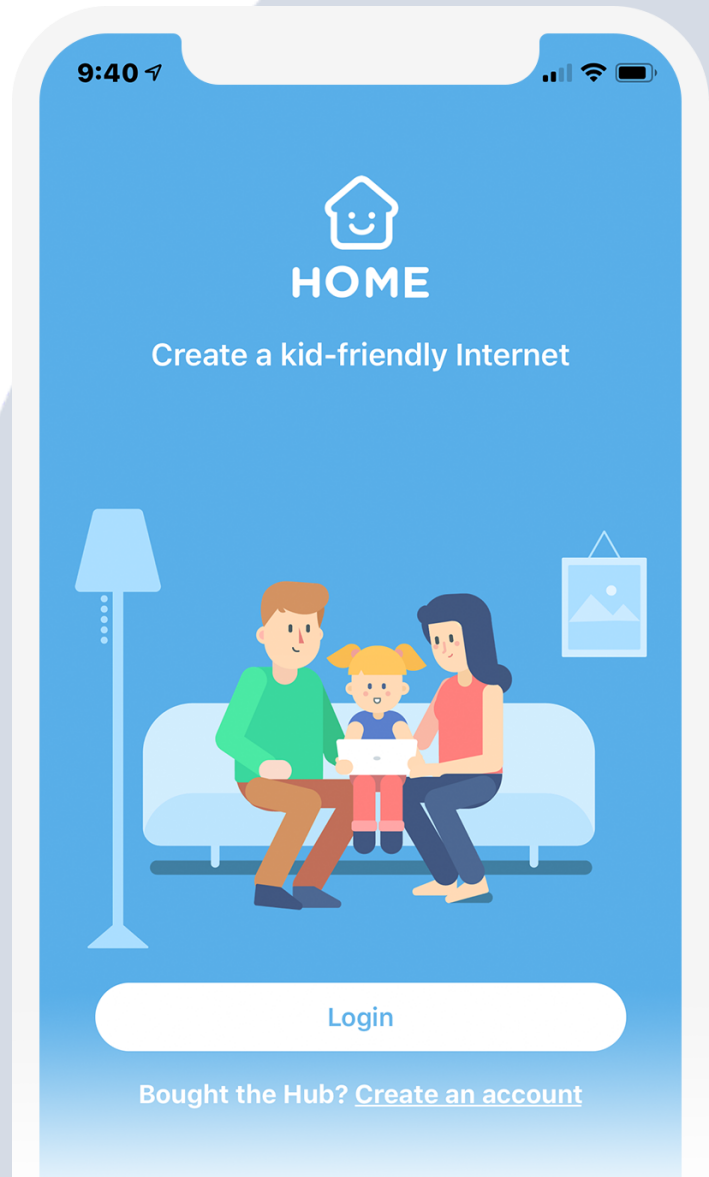 9:40
HOME
Create a kid-friendly Internet
Login
Bought the Hub? Create an account